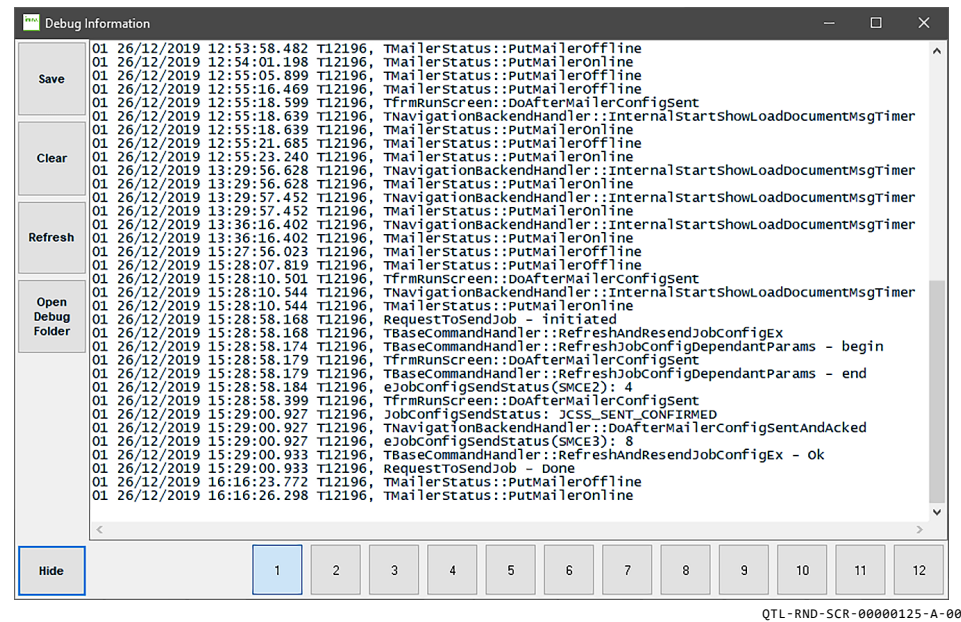 Debug Information
Save
Clear
Refresh
Open
Debug
Folder
Hide
01 26/12/2019 12:53:58.482 T12196, TMailerStatus::PutMailerOffline
01 26/12/2019 12:54:01.198 T12196, TMailerStatus::PutMailerOnline
01 26/12/2019 12:55:05.899 T12196, TMailerStatus::PutMailerOffline
01 26/12/2019 12:55:16.469 T12196, TMailerStatus::PutMailerOffline
01 26/12/2019 12:55:18.599 T12196, TfrmRunScreen::DoAfterMailerConfigSent
01 26/12/2019 12:55:18.639 T12196, TNavigationBackendHandler::InternalStartShowLoadDocumentMsgTimer
01 26/12/2019 12:55:18.639 T12196, TMailerStatus::PutMailerOnline
01 26/12/2019 12:55:21.685 T12196, TMailerStatus::PutMailerOffline
01 26/12/2019 12:55:23.240 T12196, TMailerStatus::PutMailerOnline
01 26/12/2019 13:29:56.628 T12196, TNavigationBackendHandler::InternalStartShowLoadDocumentMsgTimer
01 26/12/2019 13:29:56.628 T12196, TMailerStatus::PutMailerOnline
01 26/12/2019 13:29:57.452 T12196, TNavigationBackendHandler::InternalStartShowLoadDocumentMsgTimer
01 26/12/2019 13:29:57.452 T12196, TMailerStatus::PutMailerOnline
01 26/12/2019 13:36:16.402 T12196, TNavigationBackendHandler::InternalStartShowLoadDocumentMsgTimer
01 26/12/2019 13:36:16.402 T12196, TMailerStatus::PutMailerOnline
01 26/12/2019 15:27:56.023 T12196, TMailerStatus::PutMailerOffline
01 26/12/2019 15:28:07.819 T12196, TMailerStatus::PutMailerOffline
01 26/12/2019 15:28:10.501 T12196, TfrmRunScreen::DoAfterMailerConfigSent
01 26/12/2019 15:28:10.544 T12196, TNavigationBackendHandler::InternalStartShowLoadDocumentMsgTimer
01 26/12/2019 15:28:10.544 T12196, TMailerStatus::PutMailerOnline
01 26/12/2019 15:28:58.168 T12196, RequestToSendJob - initiated
01 26/12/2019 15:28:58.168 T12196, TBaseCommandHandler::RefreshAndResendJobConfigEx
01 26/12/2019 15:28:58.174 T12196, TBaseCommandHandler::RefreshJobConfigDependantParams - begin
01 26/12/2019 15:28:58.179 T12196, TfrmRunScreen::DoAfterMailerConfigSent
01 26/12/2019 15:28:58.179 T12196, TBaseCommandHandler::RefreshJobConfigDependantParams - end
01 26/12/2019 15:28:58.184 T12196, eJobConfigSendStatus(SMCE2): 4
01 26/12/2019 15:28:58.399 T12196, TfrmRunScreen::DoAfterMailerConfigSent
01 26/12/2019 15:29:00.927 T12196, JobConfigSendStatus: JCSS_SENT_CONFIRMED
01 26/12/2019 15:29:00.927 T12196, TNavigationBackendHandler::DoAfterMailerConfigSentAndAcked
01 26/12/2019 15:29:00.927 T12196, eJobConfigSendStatus(SMCE3): 8
01 26/12/2019 15:29:00.933 T12196, TBaseCommandHandler::RefreshAndResendJobConfigEx - Ok
01 26/12/2019 15:29:00.933 T12196, RequestToSendJob - Done
01 26/12/2019 16:16:23.772 T12196, TMailerStatus::PutMailerOffline
01 26/12/2019 16:16:26.298 T12196, TMailerStatus::PutMailerOnline
1 2 3 4 5 6 7 8 9 10 11 12
QTL-RND-SCR-00000125-A-00